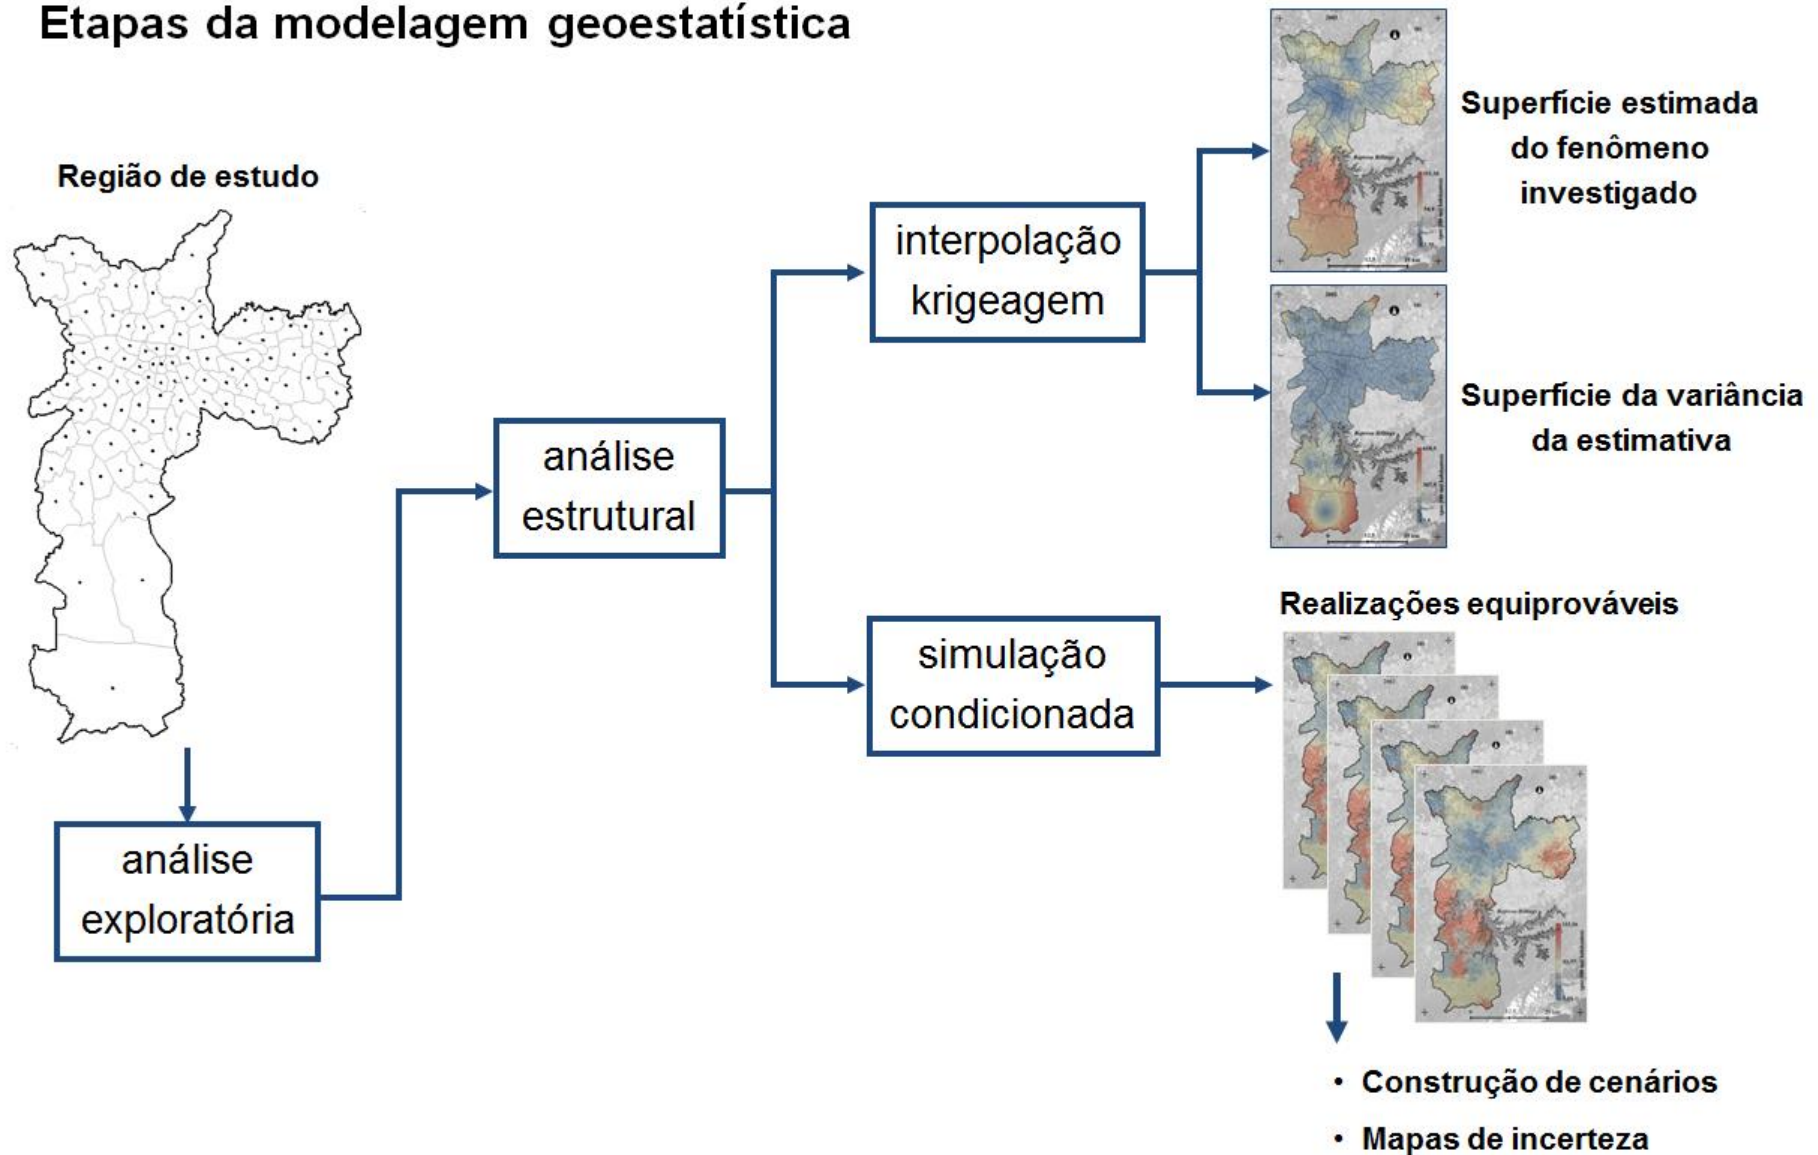 Etapas da modelagem geoestatística
Região de estudo
análise
exploratória
análise
estrutural
interpolação
krigeagem
Superfície estimada
do fenômeno
investigado
Superfície da variância
da estimativa
simulação
condicionada
Realizações equiprováveis
• Construção de cenários
• Mapas de incerteza